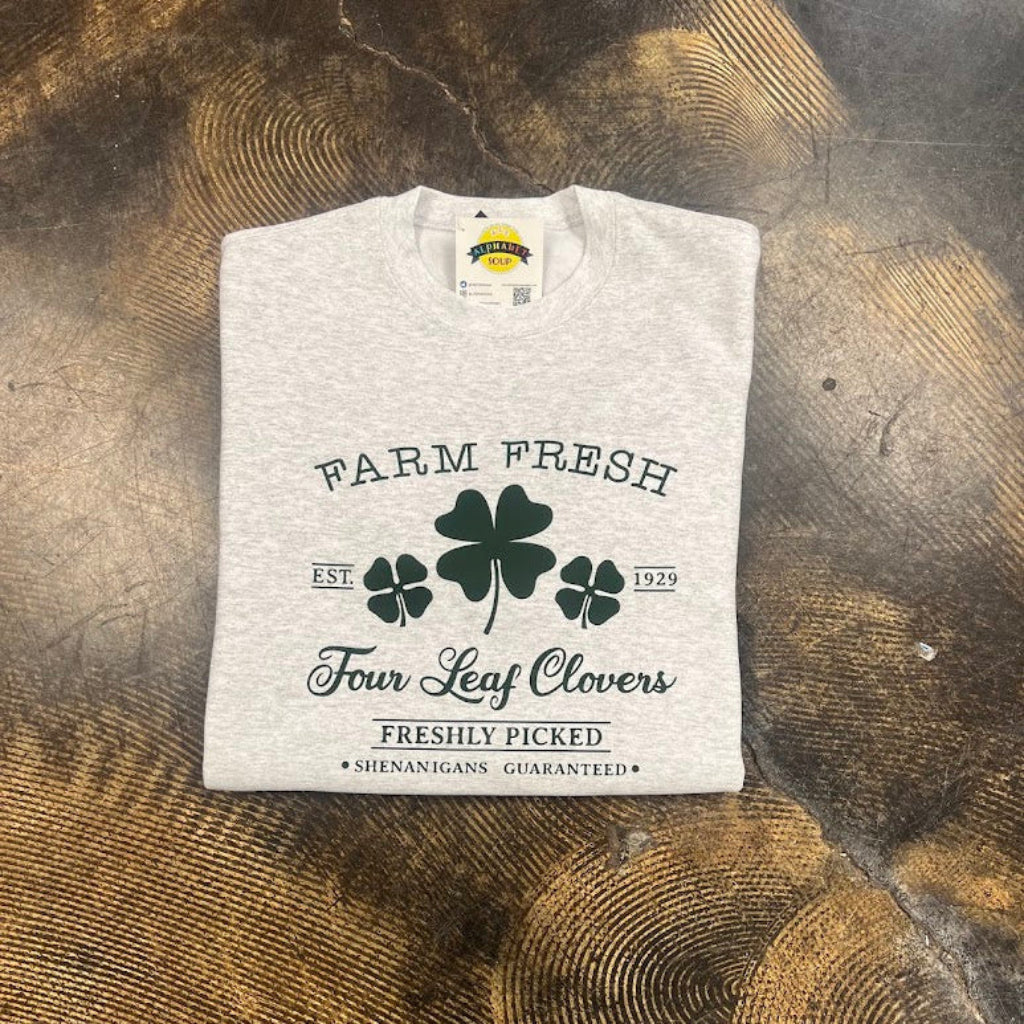 ALPHABET
SOUP
FARM FRESH
EST. 1929
Four Leaf Clovers
FRESHLY PICKED
• SHENANIGANS GUARANTEED •